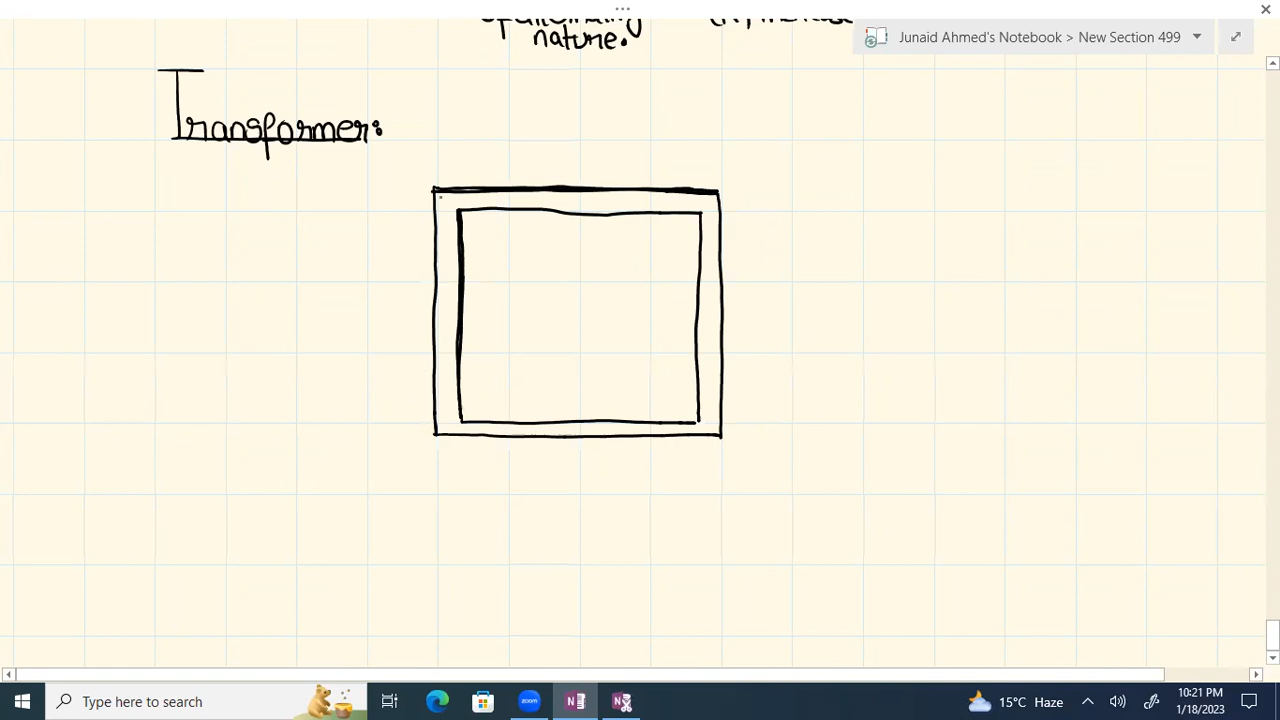 nature.
Junaid Ahmed's Notebook > New Section 499
Transformer:
Type here to search
zoom
15°C Haze
10:21 PM
1/18/2023